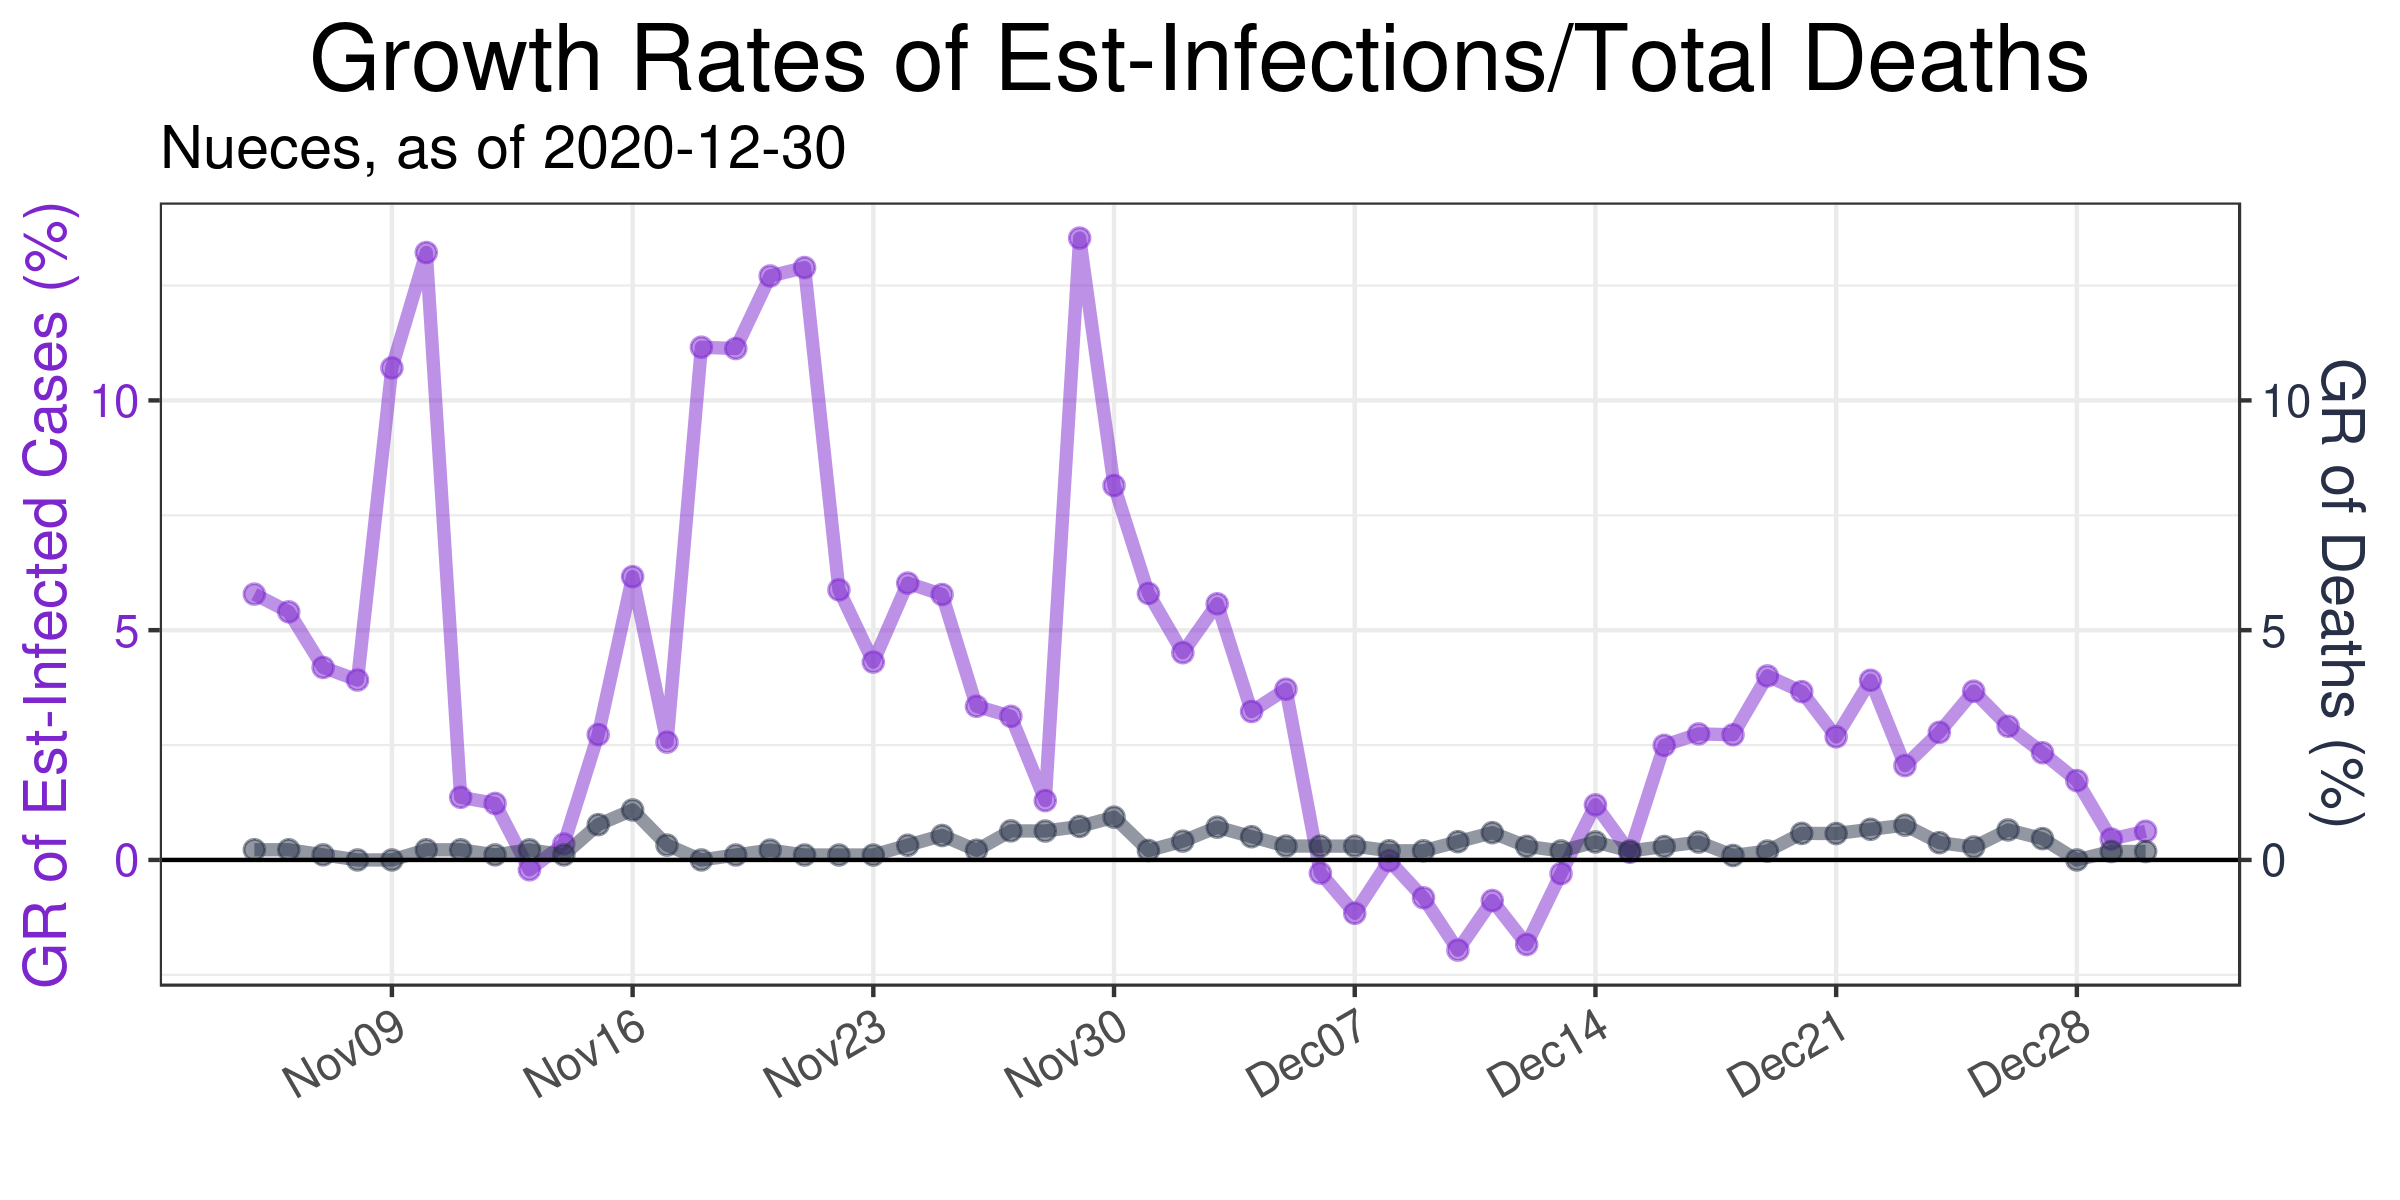 Growth Rates of Est-Infections/Total Deaths
Nueces, as of 2020-12-30
GR of Est-Infected Cases (%)
10
5
0
10
5
0
GR of Deaths (%)
Nov09
Nov16
Nov23
Nov30
Dec07
Dec14
Dec21
Dec28